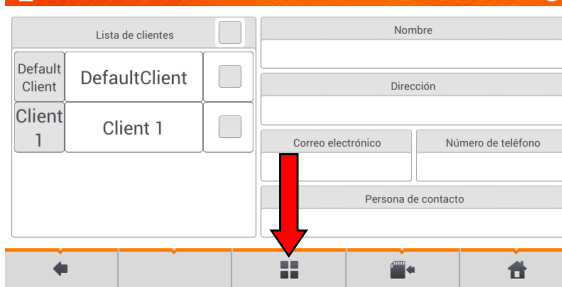 Lista de clientes
Default
Client
DefaultClient
Client
1
Client 1
Nombre
Dirección
Correo electrónico
Número de teléfono
Persona de contacto